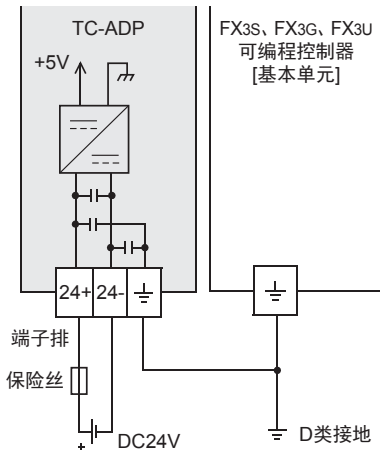 TC-ADP
+5V
FX3S、FX3G、FX3U
可编程控制器
[基本单元]
24+ 24-
端子排
保险丝
+
DC24V
D类接地